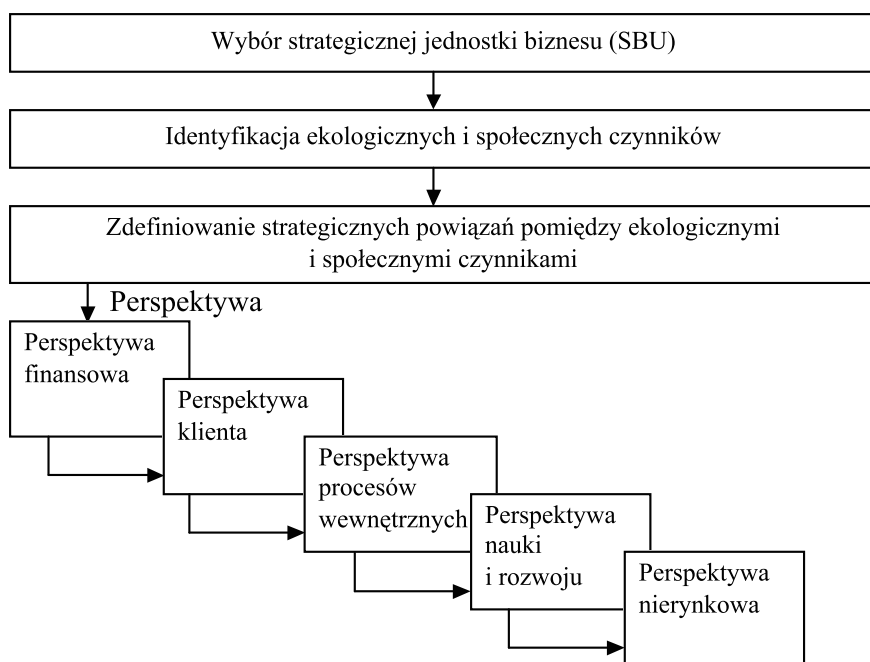 Wybór strategicznej jednostki biznesu (SBU)
Identyfikacja ekologicznych i społecznych czynników
Zdefiniowanie strategicznych powiązań pomiędzy ekologicznymi
i społecznymi czynnikami
Perspektywa
Perspektywa
finansowa
Perspektywa
klienta
Perspektywa
procesów
wewnętrznych
Perspektywa
nauki
i rozwoju
Perspektywa
nierynkowa